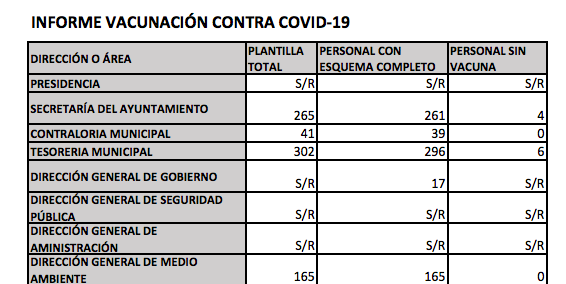 INFORME VACUNACIÓN CONTRA COVID-19
DIRECCIÓN O ÁREA PLANTILLA TOTAL PERSONAL CON ESQUEMA COMPLETO PERSONAL SIN VACUNA
PRESIDENCIA S/R S/R S/R
SECRETARÍA DEL AYUNTAMIENTO 265 261 4
CONTRALORIA MUNICIPAL 41 39 0
TESORERIA MUNICIPAL 302 296 6
DIRECCIÓN GENERAL DE GOBIERNO S/R 17 S/R
DIRECCIÓN GENERAL DE SEGURIDAD
PÚBLICA S/R S/R S/R
DIRECCIÓN GENERAL DE
AMINISTRACIÓN S/R S/R S/R
DIRECCIÓN GENERAL DE MEDIO
AMBIENTE 165 165 0